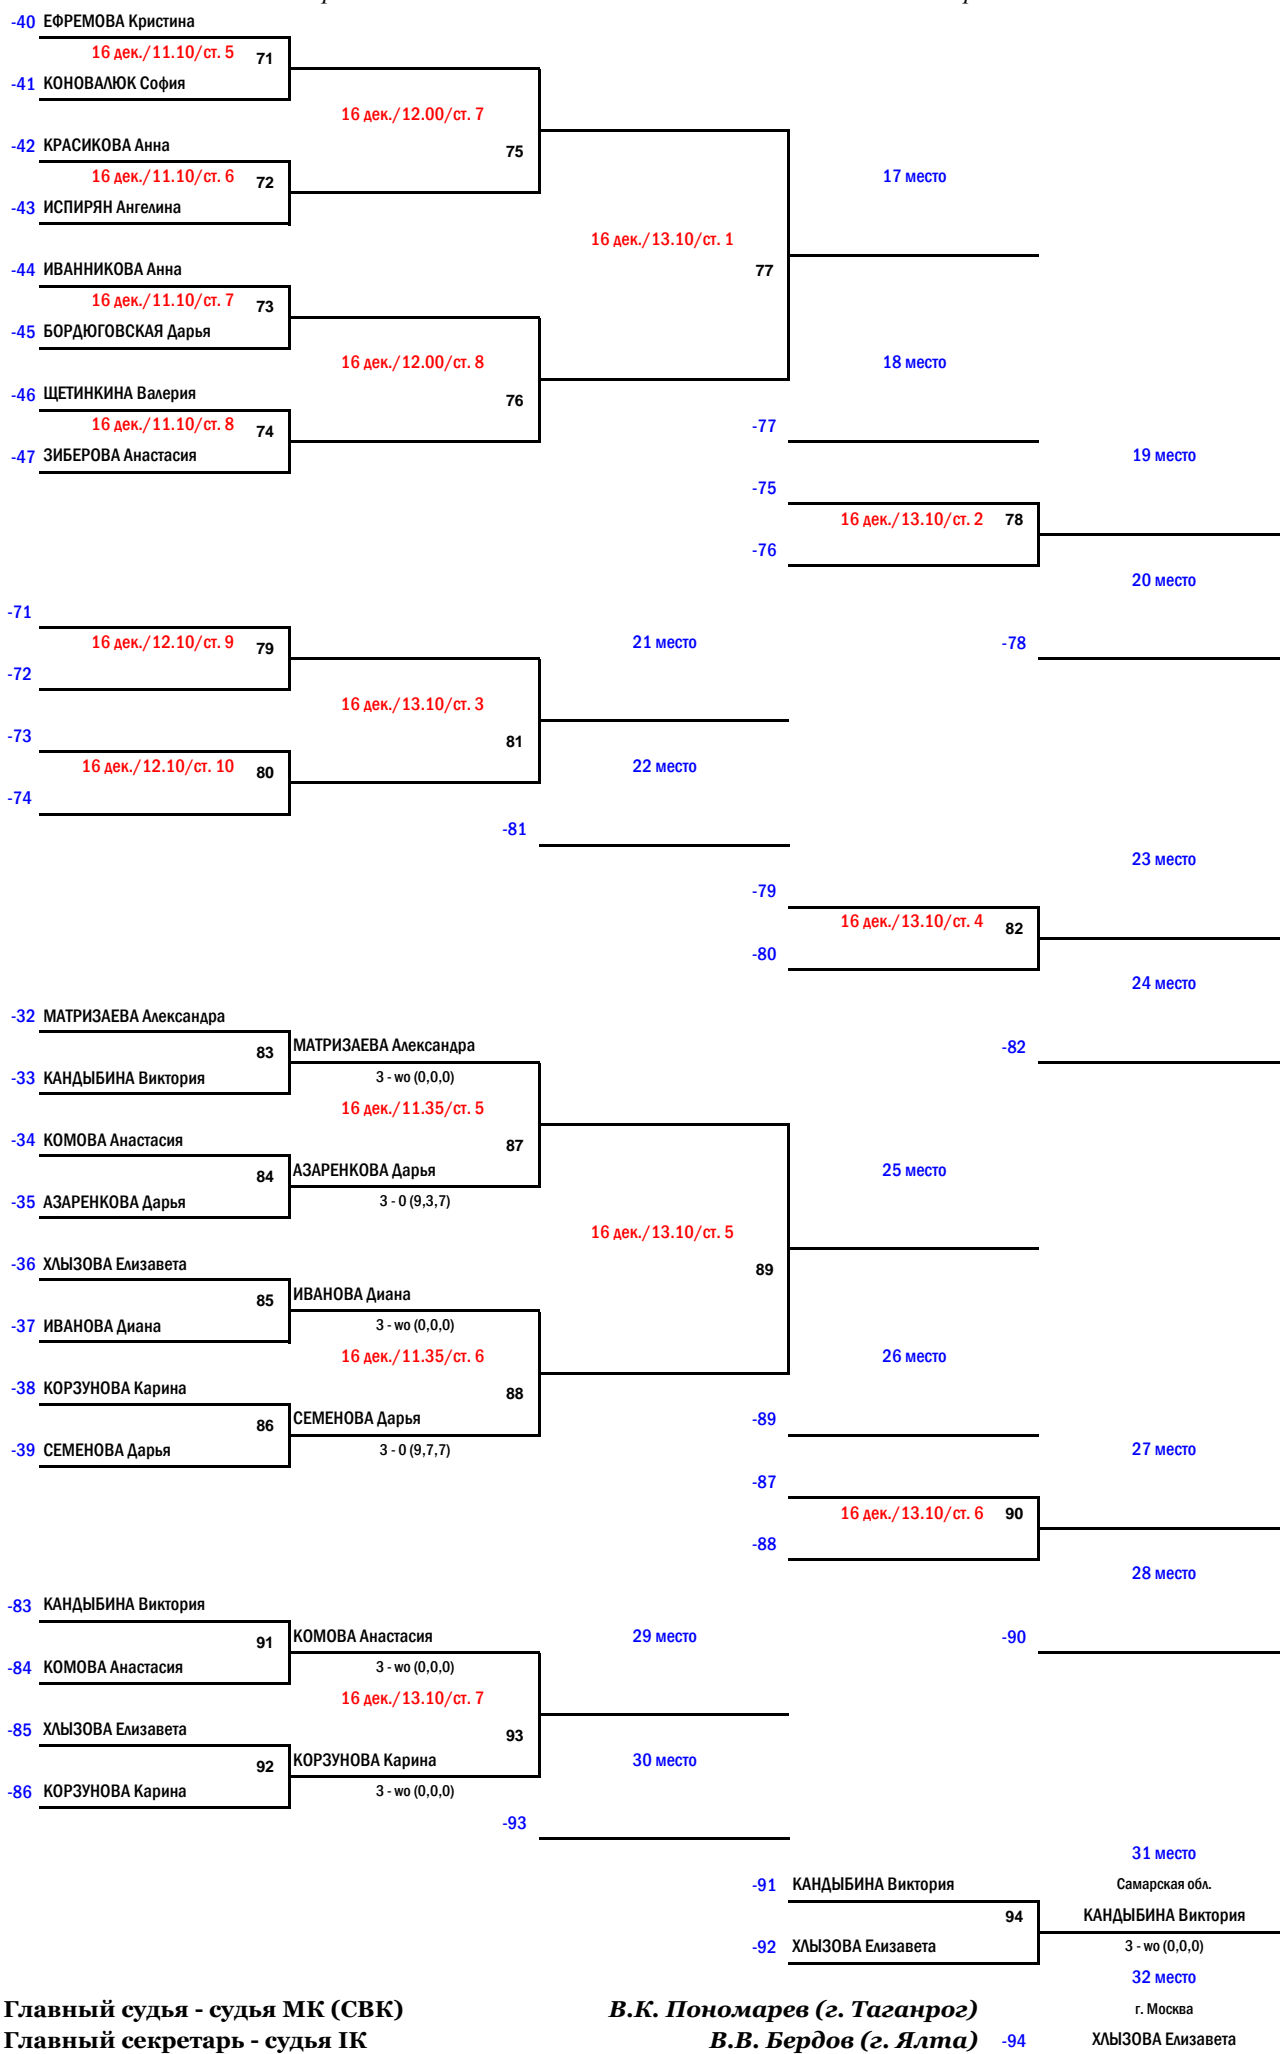 -40 ЕФРЕМОВА Кристина
16 дек./11.10/ст. 5 71
-41 КОНОВАЛЮК София
16 дек./12.00/ст. 7
75
-42 КРАСИКОВА Анна
16 дек./11.10/ст. 6 72
17 место
-43 ИСПИРЯН Ангелина
16 дек./13.10/ст. 1
77
-44 ИВАННИКОВА Анна
16 дек./11.10/ст. 7 73
-45 БОРДЮГОВСКАЯ Дарья
16 дек./12.00/ст. 8
18 место
76
-46 ЩЕТИНКИНА Валерия
16 дек./11.10/ст. 8 74
-77
-47 ЗИБЕРОВА Анастасия
19 место
-75
16 дек./13.10/ст. 2 78
-76
20 место
-71
16 дек./12.10/ст. 9 79
21 место
-78
-72
16 дек./13.10/ст. 3
81
-73
16 дек./12.10/ст. 10 80
22 место
-74
-81
23 место
-79
16 дек./13.10/ст. 4 82
-80
24 место
-32 МАТРИЗАЕВА Александра
83
МАТРИЗАЕВА Александра
-82
-33 КАНДЫБИНА Виктория
3 - wo (0,0,0)
16 дек./11.35/ст. 5
87
-34 КОМОВА Анастасия
84
АЗАРЕНКОВА Дарья
25 место
-35 АЗАРЕНКОВА Дарья
3 - 0 (9,3,7)
16 дек./13.10/ст. 5
89
-36 ХЛЫЗОВА Елизавета
85
ИВАНОВА Диана
-37 ИВАНОВА Диана
3 - wo (0,0,0)
16 дек./11.35/ст. 6
26 место
88
-38 КОРЗУНОВА Карина
86
СЕМЕНОВА Дарья
-89
-39 СЕМЕНОВА Дарья
3 - 0 (9,7,7)
27 место
-87
16 дек./13.10/ст. 6 90
-88
28 место
-83 КАНДЫБИНА Виктория
91
КОМОВА Анастасия
29 место
-90
-84 КОМОВА Анастасия
3 - wo (0,0,0)
16 дек./13.10/ст. 7
93
-85 ХЛЫЗОВА Елизавета
92
КОРЗУНОВА Карина
30 место
-86 КОРЗУНОВА Карина
3 - wo (0,0,0)
-93
31 место
-91 КАНДЫБИНА Виктория
Самарская обл.
94
КАНДЫБИНА Виктория
-92 ХЛЫЗОВА Елизавета
3 - wo (0,0,0)
32 место
Главный судья - судья МК (СВК) В.К. Пономарев (г. Таганрог)
г. Москва
Главный секретарь - судья IК В.В. Бердов (г. Ялта)
-94 ХЛЫЗОВА Елизавета